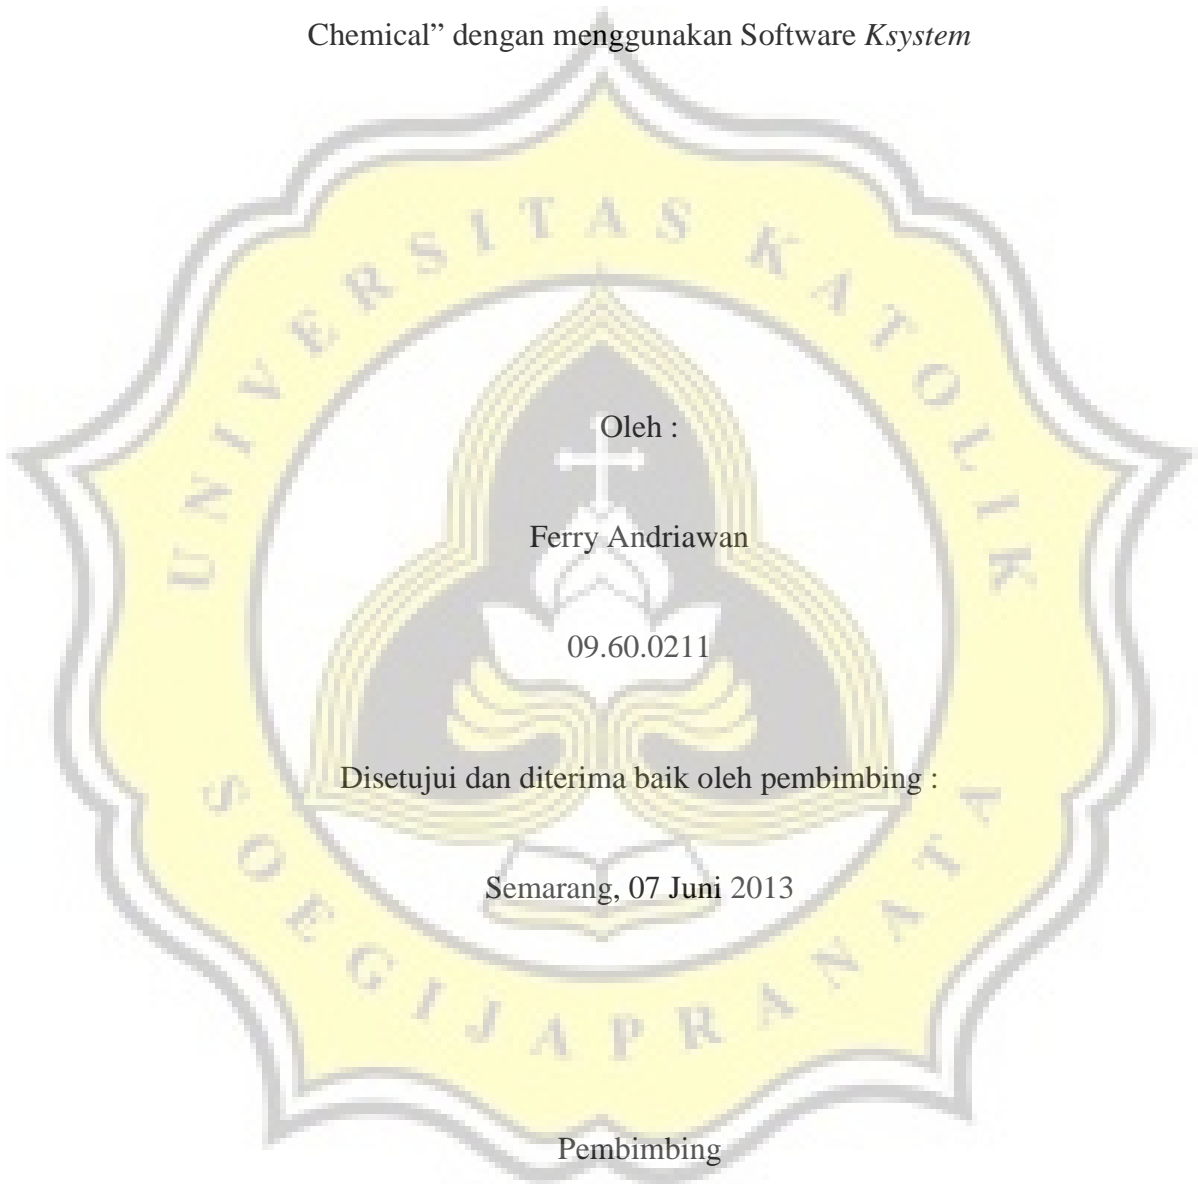 Chemical” dengan menggunakan Software Ksystem
UNIVERSITAS KATOLIK
Oleh :
Ferry Andriawan
09.60.0211
Disetujui dan diterima baik oleh pembimbing :
Semarang, 07 Juni 2013
SOEGIJAPRANATA
Pembimbing